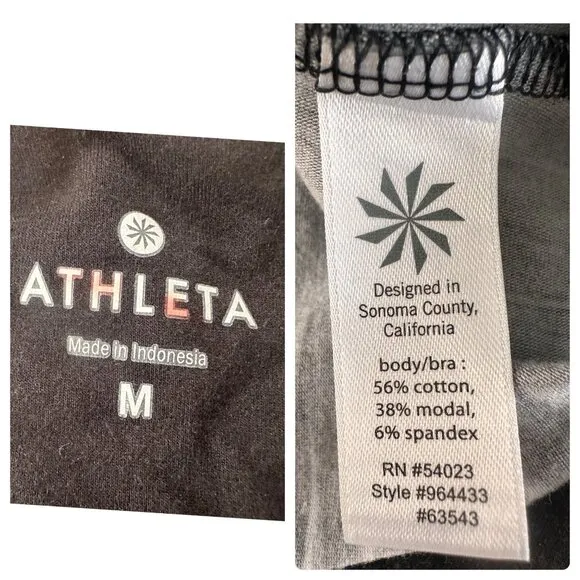 ATHLETA
Made in Indonesia
M
Designed in
Sonoma County,
California
body/bra :
56% cotton,
38% modal,
6% spandex
RN #54023
Style #964433
#63543